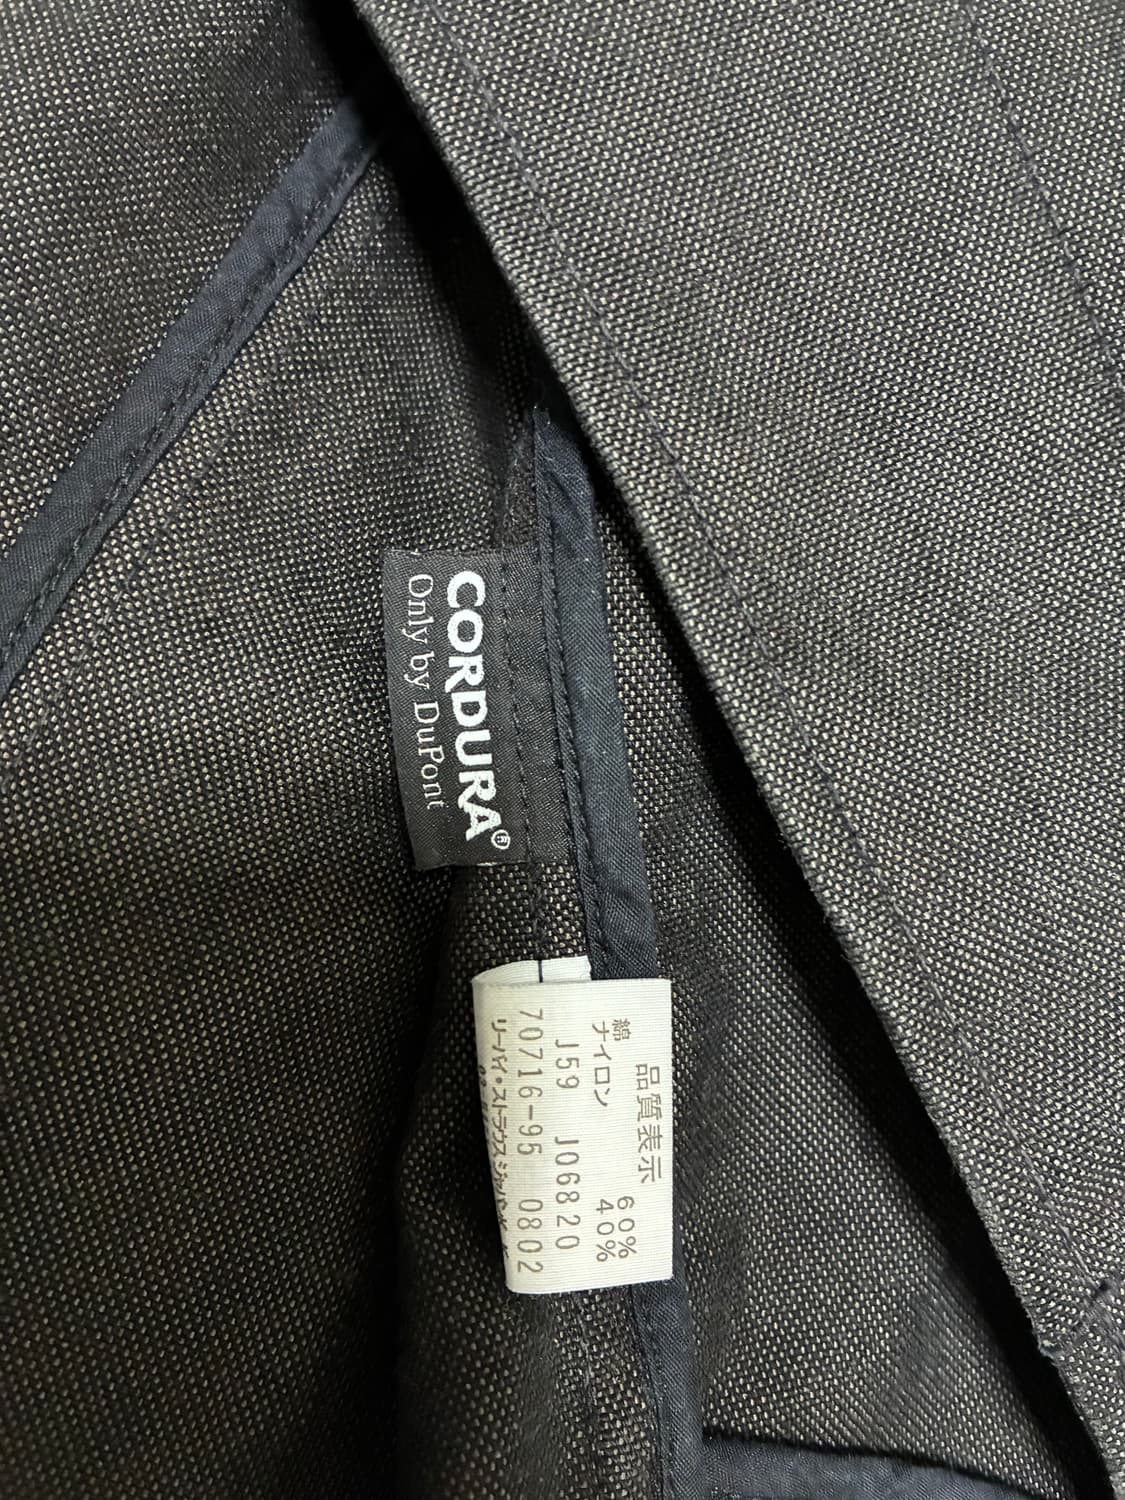 CORDURA®
Only by DuPont
品質表示
綿 60%
ナイロン 40%
J59 J06820
70716-95 0802
リーバイ・ストラウス ジャパン